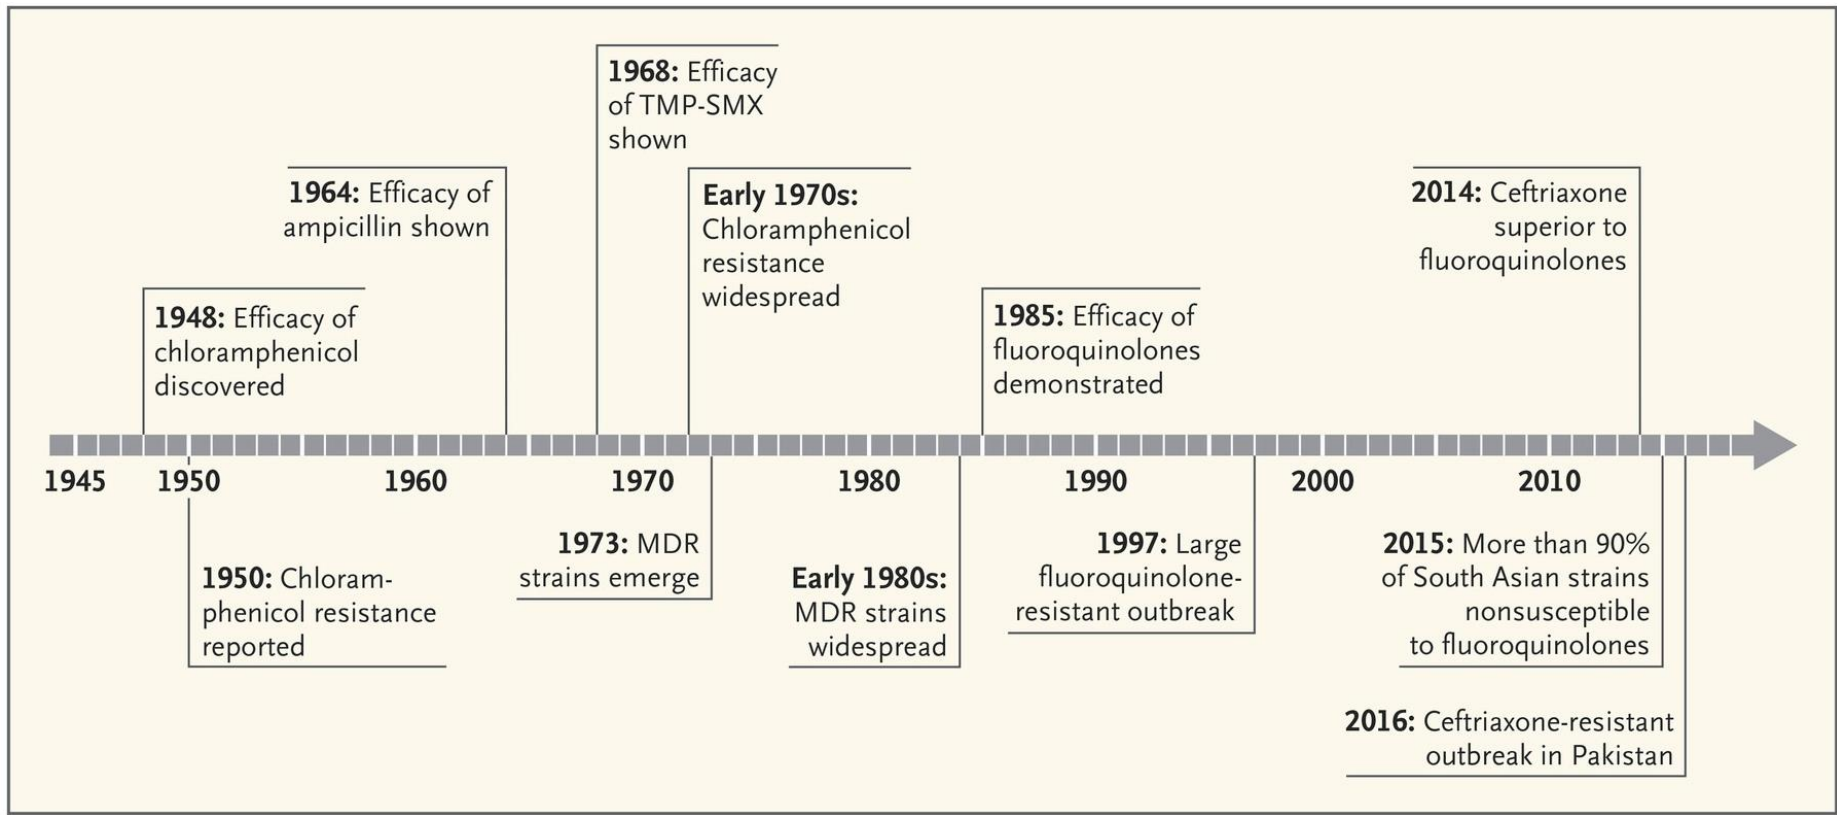 1968: Efficacy
of TMP-SMX
shown
1964: Efficacy of
ampicillin shown
Early 1970s:
Chloramphenicol
resistance
widespread
2014: Ceftriaxone
superior to
fluoroquinolones
1948: Efficacy of
chloramphenicol
discovered
1985: Efficacy of
fluoroquinolones
demonstrated
1945 1950 1960 1970 1980 1990 2000 2010
1950: Chloram-
phenicol resistance
reported
1973: MDR
strains emerge
Early 1980s:
MDR strains
widespread
1997: Large
fluoroquinolone-
resistant outbreak
2015: More than 90%
of South Asian strains
nonsusceptible
to fluoroquinolones
2016: Ceftriaxone-resistant
outbreak in Pakistan